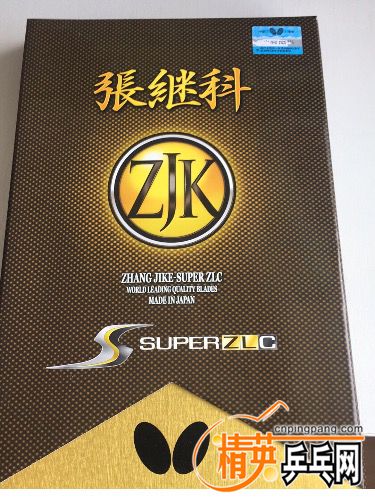 張継科
ZJK
ZHANG JIKE-SUPER ZLC
WORLD LEADING QUALITY BLADES
MADE IN JAPAN
S SUPER ZLC
cnpingpang.com
精英乒乓网